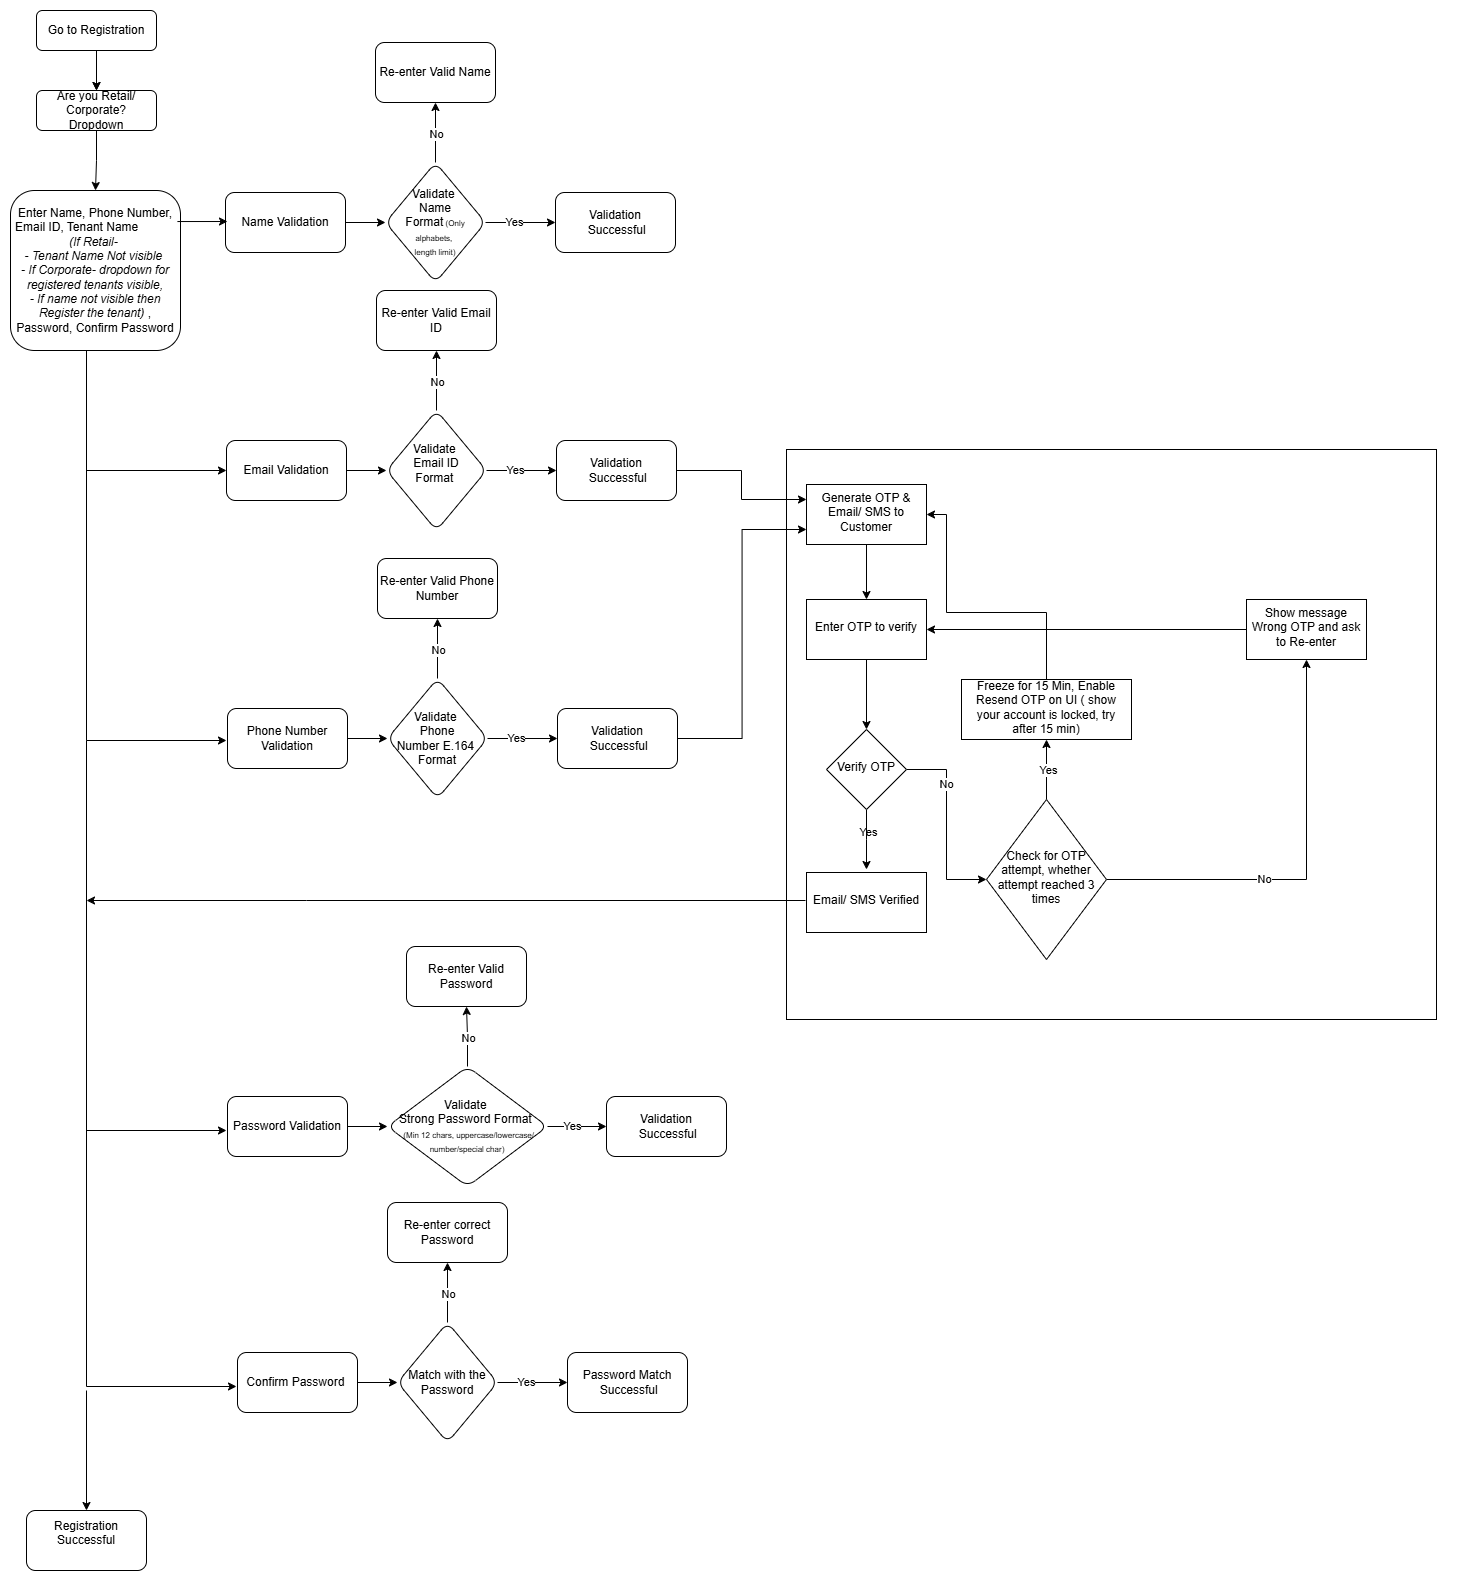 Go to Registration
Are you Retail/
Corporate?
Dropdown
Enter Name, Phone Number,
Email ID, Tenant Name
(If Retail-
- Tenant Name Not visible
- If Corporate- dropdown for
registered tenants visible,
- If name not visible then
Register the tenant) ,
Password, Confirm Password
Re-enter Valid Name
No
Name Validation
Validate
Name
Format (Only
alphabets,
length limit)
Yes
Validation
Successful
Re-enter Valid Email
ID
No
Email Validation
Validate
Email ID
Format
Yes
Validation
Successful
Re-enter Valid Phone
Number
No
Phone Number
Validation
Validate
Phone
Number E.164
Format
Yes
Validation
Successful
Generate OTP &
Email/ SMS to
Customer
Enter OTP to verify
Show message
Wrong OTP and ask
to Re-enter
Freeze for 15 Min, Enable
Resend OTP on UI ( show
your account is locked, try
after 15 min)
Verify OTP
No
Yes
Yes
Check for OTP
attempt, whether
attempt reached 3
times
No
Email/ SMS Verified
Re-enter Valid
Password
No
Password Validation
Validate
Strong Password Format
(Min 12 chars, uppercase/lowercase/
number/special char)
Yes
Validation
Successful
Re-enter correct
Password
No
Confirm Password
Match with the
Password
Yes
Password Match
Successful
Registration
Successful